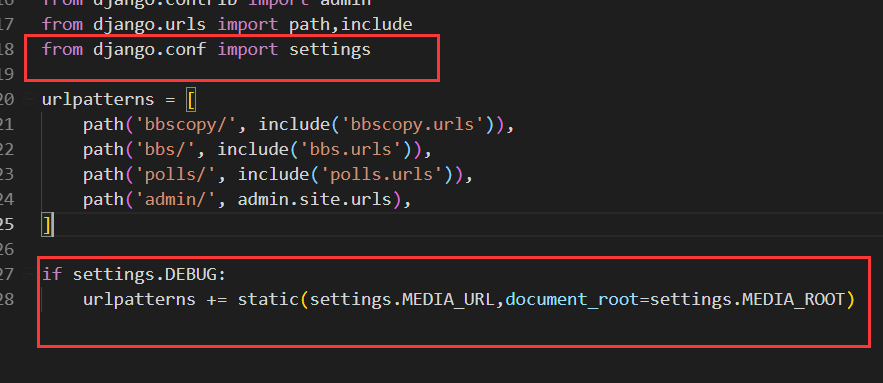 16 from django.contrib import admin
17 from django.urls import path,include
18 from django.conf import settings
19
20 urlpatterns = [
21     path('bbscopy/', include('bbscopy.urls')),
22     path('bbs/', include('bbs.urls')),
23     path('polls/', include('polls.urls')),
24     path('admin/', admin.site.urls),
25 ]
26
27 if settings.DEBUG:
28     urlpatterns += static(settings.MEDIA_URL,document_root=settings.MEDIA_ROOT)